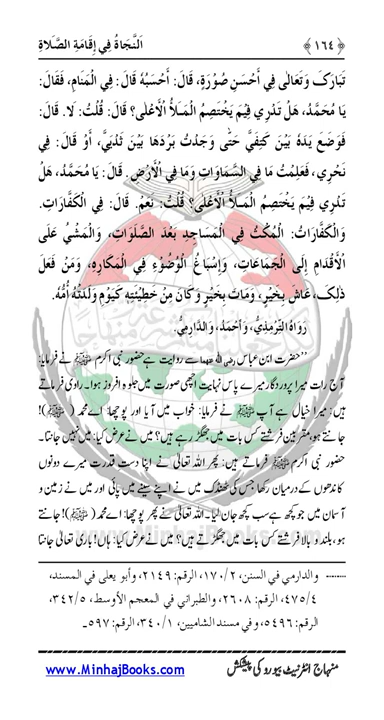 اَلنَّجَاةُ فِي إِقَامَةِ الصَّلَاةِ ﴿١٦٤﴾
تَبَارَكَ وَتَعَالَى فِي أَحْسَنِ صُوْرَةٍ، قَالَ: أَحْسَبُهُ قَالَ: فِي الْمَنَامِ، فَقَالَ:
يَا مُحَمَّدُ، هَلْ تَدْرِي فِيْمَ يَخْتَصِمُ الْمَلَأُ الْأَعْلَى؟ قَالَ: قُلْتُ: لَا. قَالَ:
فَوَضَعَ يَدَهُ بَيْنَ كَتِفَيَّ حَتَّى وَجَدْتُ بَرْدَهَا بَيْنَ ثَدْيَيَّ، أَوْ قَالَ: فِي
نَحْرِي، فَعَلِمْتُ مَا فِي السَّمَاوَاتِ وَمَا فِي الْأَرْضِ. قَالَ: يَا مُحَمَّدُ، هَلْ
تَدْرِي فِيْمَ يَخْتَصِمُ الْمَلَأُ الْأَعْلَى؟ قُلْتُ: نَعَمْ. قَالَ: فِي الْكَفَّارَاتِ.
وَالْكَفَّارَاتُ: الْمُكْثُ فِي الْمَسَاجِدِ بَعْدَ الصَّلَوَاتِ، وَالْمَشْيُ عَلَى
الْأَقْدَامِ إِلَى الْجَمَاعَاتِ، وَإِسْبَاغُ الْوُضُوْءِ فِي الْمَكَارِهِ، وَمَنْ فَعَلَ
ذٰلِكَ، عَاشَ بِخَيْرٍ، وَمَاتَ بِخَيْرٍ وَكَانَ مِنْ خَطِيْئَتِهِ كَيَوْمِ وَلَدَتْهُ أُمُّهُ.
رَوَاهُ التِّرْمِذِيُّ، وَأَحْمَدُ، وَالدَّارِمِيُّ.
”حضرت ابن عباس رضی اللہ عنہما سے روایت ہے حضور نبی اکرم ﷺ نے فرمایا:
آج رات میرا پروردگار میرے پاس نہایت اچھی صورت میں جلوہ افروز ہوا۔ راوی فرماتے
ہیں: میرا خیال ہے آپ ﷺ نے فرمایا: خواب میں آیا اور پوچھا: اے محمد (ﷺ)!
جانتے ہو، مقربین فرشتے کس بات میں جھگڑ رہے ہیں؟ میں نے عرض کیا: میں نہیں جانتا۔
حضور نبی اکرم ﷺ فرماتے ہیں: پھر اللہ تعالیٰ نے اپنا دست قدرت میرے دونوں
کاندھوں کے درمیان رکھا جس کی ٹھنڈک میں نے اپنے سینے میں پائی اور میں نے زمین و
آسمان میں جو کچھ ہے سب کچھ جان لیا۔ اللہ تعالیٰ نے پھر پوچھا: اے محمد (ﷺ)! جانتے
ہو، بلند و بالا فرشتے کس بات میں جھگڑتے ہیں؟ میں نے عرض کیا: ہاں! باری تعالیٰ جانتا
....... والدارمي في السنن، ٢/١٧٠، الرقم: ٢١٤٩، وأبو يعلى في المسند،
٤/٤٧٥، الرقم: ٢٦٠٨، والطبراني في المعجم الأوسط، ٥/٣٤٢،
الرقم: ٥٤٩٦، وفي مسند الشاميين، ١/٣٤٠، الرقم: ٥٩٧۔
منہاج انٹرنیٹ بیورو کی پیشکش www.MinhajBooks.com